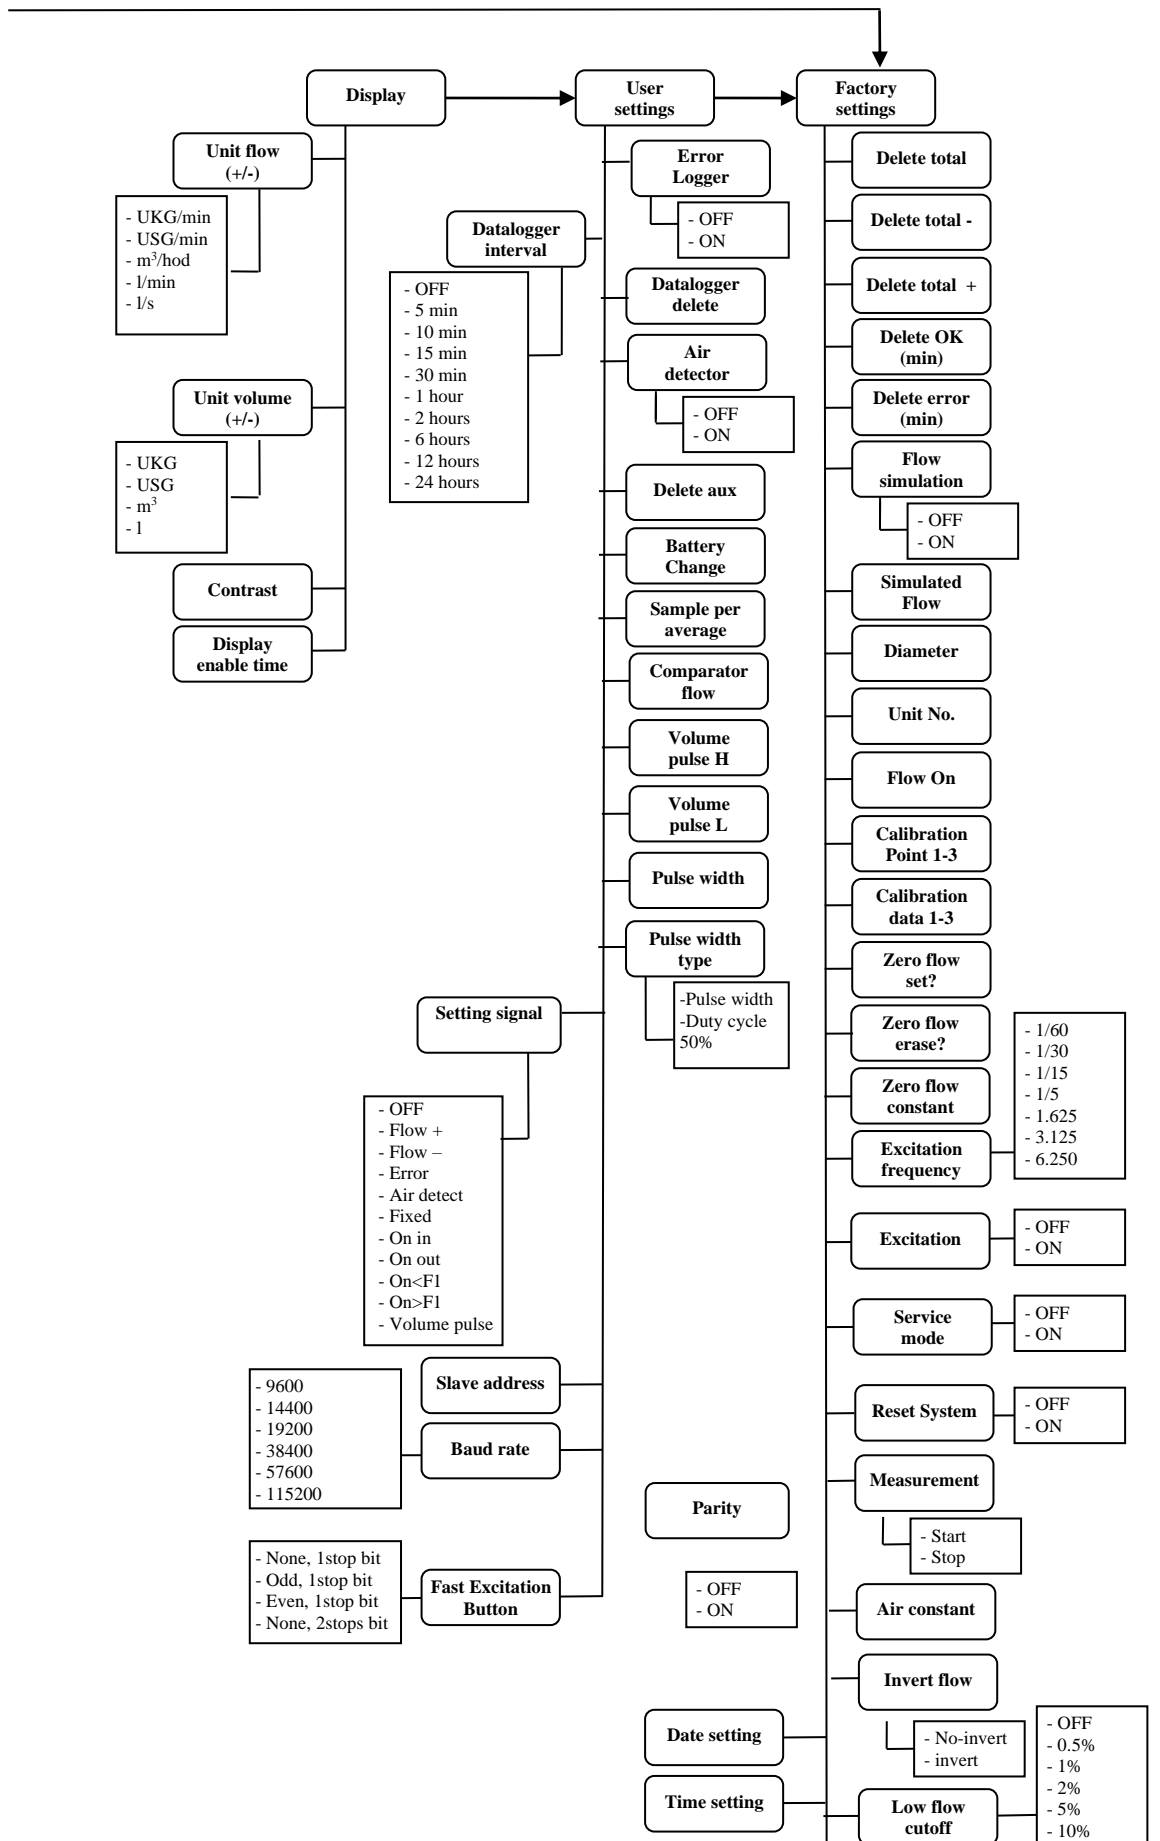 Display
User
settings
Factory
settings
Unit flow
(+/-)
- UKG/min
- USG/min
- m³/hod
- l/min
- l/s
Unit volume
(+/-)
- UKG
- USG
- m³
- l
Contrast
Display
enable time
Error
Logger
- OFF
- ON
Datalogger
interval
- OFF
- 5 min
- 10 min
- 15 min
- 30 min
- 1 hour
- 2 hours
- 6 hours
- 12 hours
- 24 hours
Datalogger
delete
Air
detector
- OFF
- ON
Delete aux
Battery
Change
Sample per
average
Comparator
flow
Volume
pulse H
Volume
pulse L
Pulse width
Pulse width
type
-Pulse width
-Duty cycle
50%
Setting signal
- OFF
- Flow +
- Flow –
- Error
- Air detect
- Fixed
- On in
- On out
- On<F1
- On>F1
- Volume pulse
Slave address
Baud rate
- 9600
- 14400
- 19200
- 38400
- 57600
- 115200
Fast Excitation
Button
- None, 1stop bit
- Odd, 1stop bit
- Even, 1stop bit
- None, 2stops bit
Parity
- OFF
- ON
Delete total
Delete total -
Delete total +
Delete OK
(min)
Delete error
(min)
Flow
simulation
- OFF
- ON
Simulated
Flow
Diameter
Unit No.
Flow On
Calibration
Point 1-3
Calibration
data 1-3
Zero flow
set?
Zero flow
erase?
Zero flow
constant
Excitation
frequency
- 1/60
- 1/30
- 1/15
- 1/5
- 1.625
- 3.125
- 6.250
Excitation
- OFF
- ON
Service
mode
- OFF
- ON
Reset System
- OFF
- ON
Measurement
- Start
- Stop
Air constant
Invert flow
- No-invert
- invert
Date setting
Time setting
Low flow
cutoff
- OFF
- 0.5%
- 1%
- 2%
- 5%
- 10%